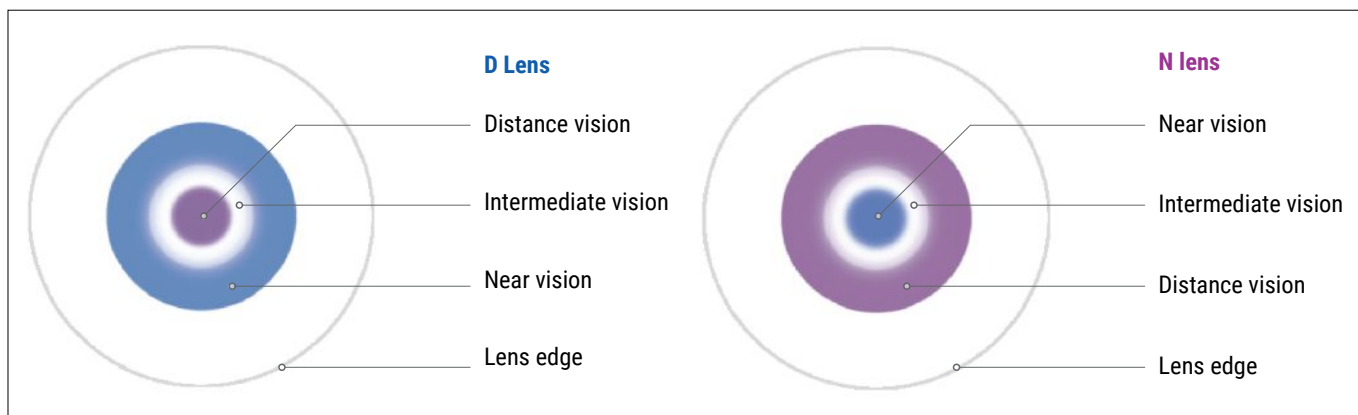 D Lens
Distance vision
Intermediate vision
Near vision
Lens edge
N lens
Near vision
Intermediate vision
Distance vision
Lens edge